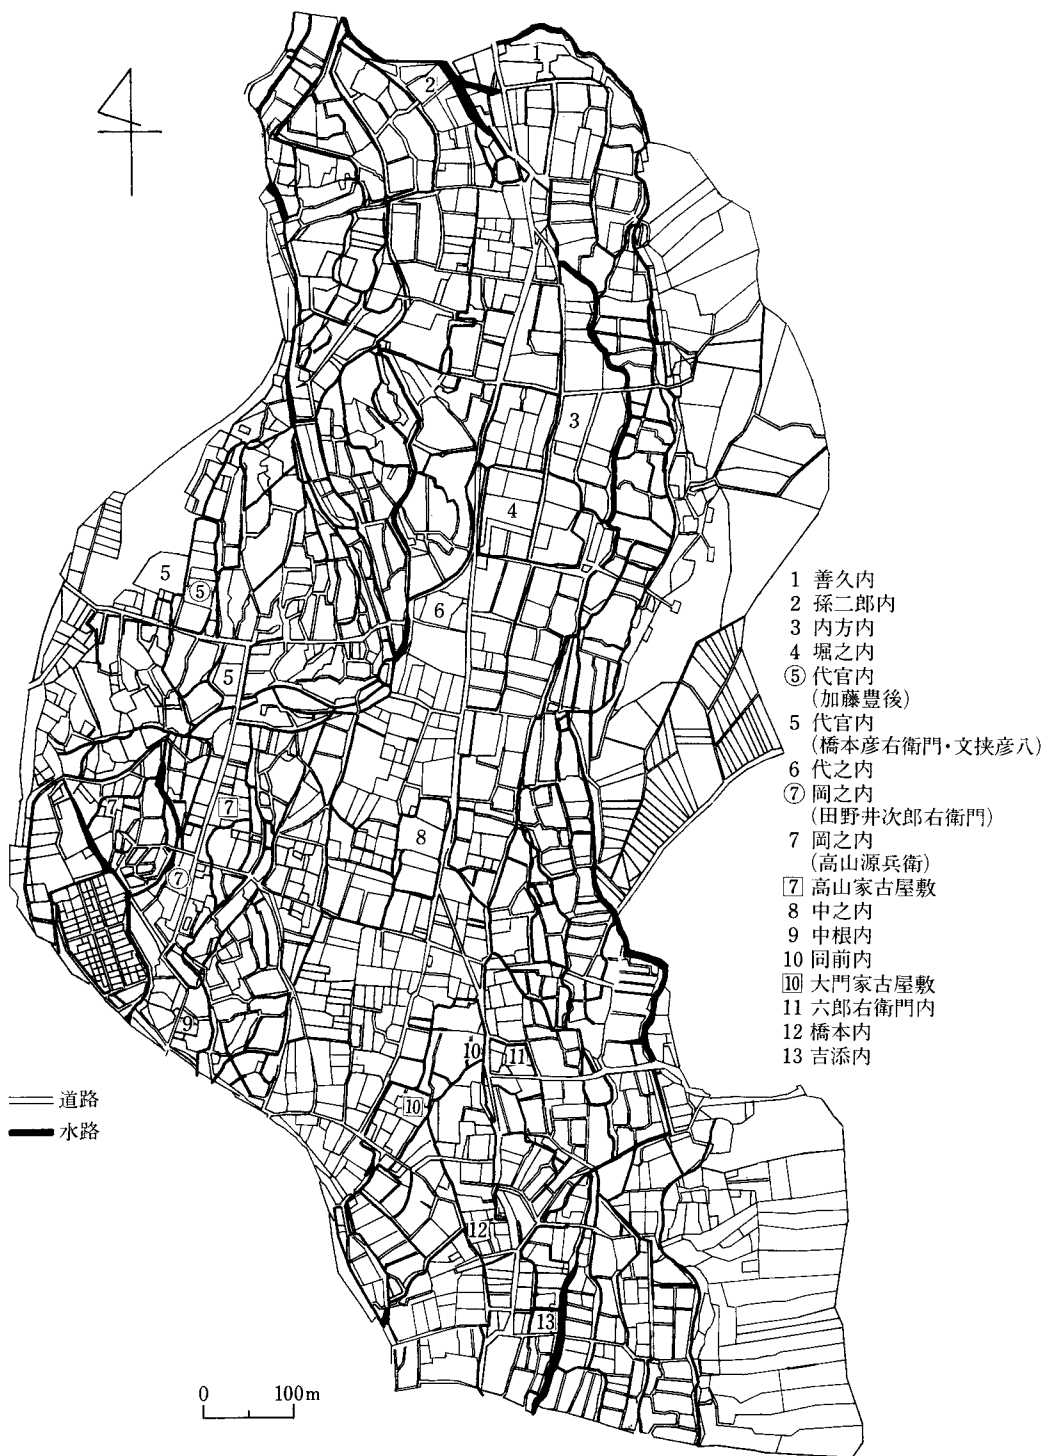 1
2
3
4
5
⑤
6
5
7
7
8
⑦
9
10
11
10
12
13
1 善久内
2 孫二郎内
3 内方内
4 堀之内
⑤ 代官内
(加藤豊後)
5 代官内
(橋本彦右衛門・文挟彦八)
6 代之内
⑦ 岡之内
(田野井次郎右衛門)
7 岡之内
(高山源兵衛)
7 高山家古屋敷
8 中之内
9 中根内
10 同前内
10 大門家古屋敷
11 六郎右衛門内
12 橋本内
13 吉添内
道路
水路
0 100m